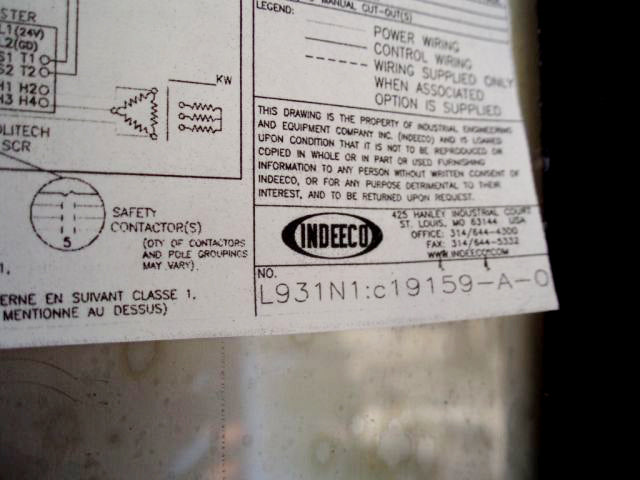 MANUAL CUT-OUT(S)
LEGEND:
POWER WIRING
CONTROL WIRING
WIRING SUPPLIED ONLY
WHEN ASSOCIATED
OPTION IS SUPPLIED
STER
L1(24V)
L2(GD)
S1 T1
S2 T2
H1 H2
H3 H4
KW
OLITECH
SCR
THIS DRAWING IS THE PROPERTY OF INDUSTRIAL ENGINEERING
AND EQUIPMENT COMPANY INC. (INDEECO) AND IS LOANED
UPON CONDITION THAT IT IS NOT TO BE REPRODUCED OR
COPIED IN WHOLE OR IN PART OR USED FURNISHING
INFORMATION TO ANY PERSON WITHOUT WRITTEN CONSENT OF
INDEECO, OR FOR ANY PURPOSE DETRIMENTAL TO THEIR
INTEREST, AND TO BE RETURNED UPON REQUEST.
SAFETY
CONTACTOR(S)
(QTY OF CONTACTORS
AND POLE GROUPINGS
MAY VARY).
5
INDEECO
425 HANLEY INDUSTRIAL COURT
ST. LOUIS, MO 63144 USA
OFFICE: 314/644-4300
FAX: 314/644-5332
www.INDEECO.COM
NO.
L931N1:c19159-A-0
1.
ERNE EN SUIVANT CLASSE 1,
MENTIONNE AU DESSUS)